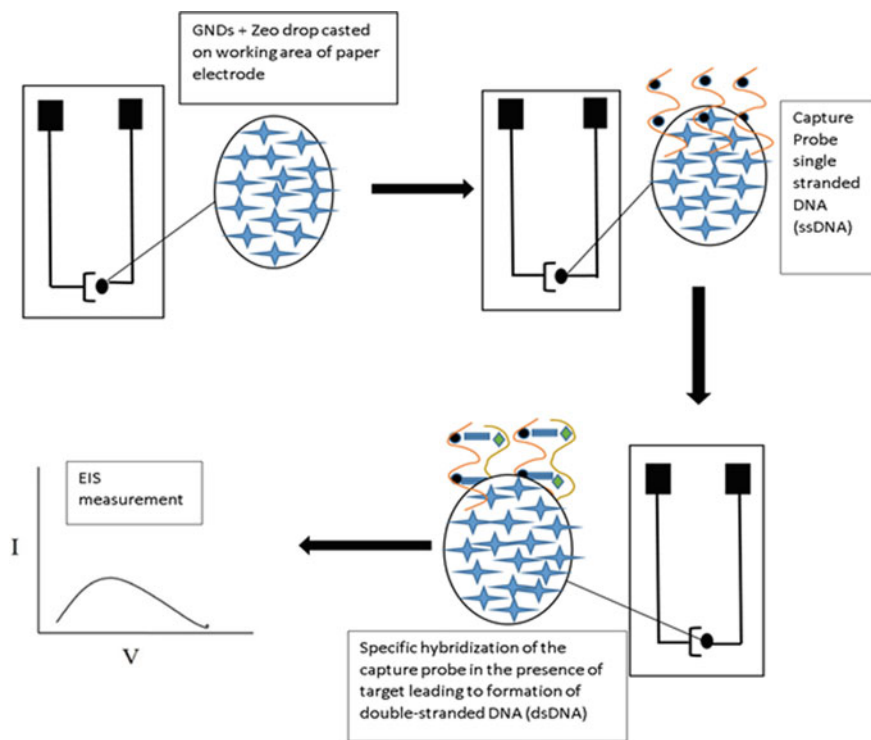 GNDs + Zeo drop casted
on working area of paper
electrode
Capture
Probe
single
stranded
DNA
(ssDNA)
Specific hybridization of the
capture probe in the presence of
target leading to formation of
double-stranded DNA (dsDNA)
EIS
measurement
I
V